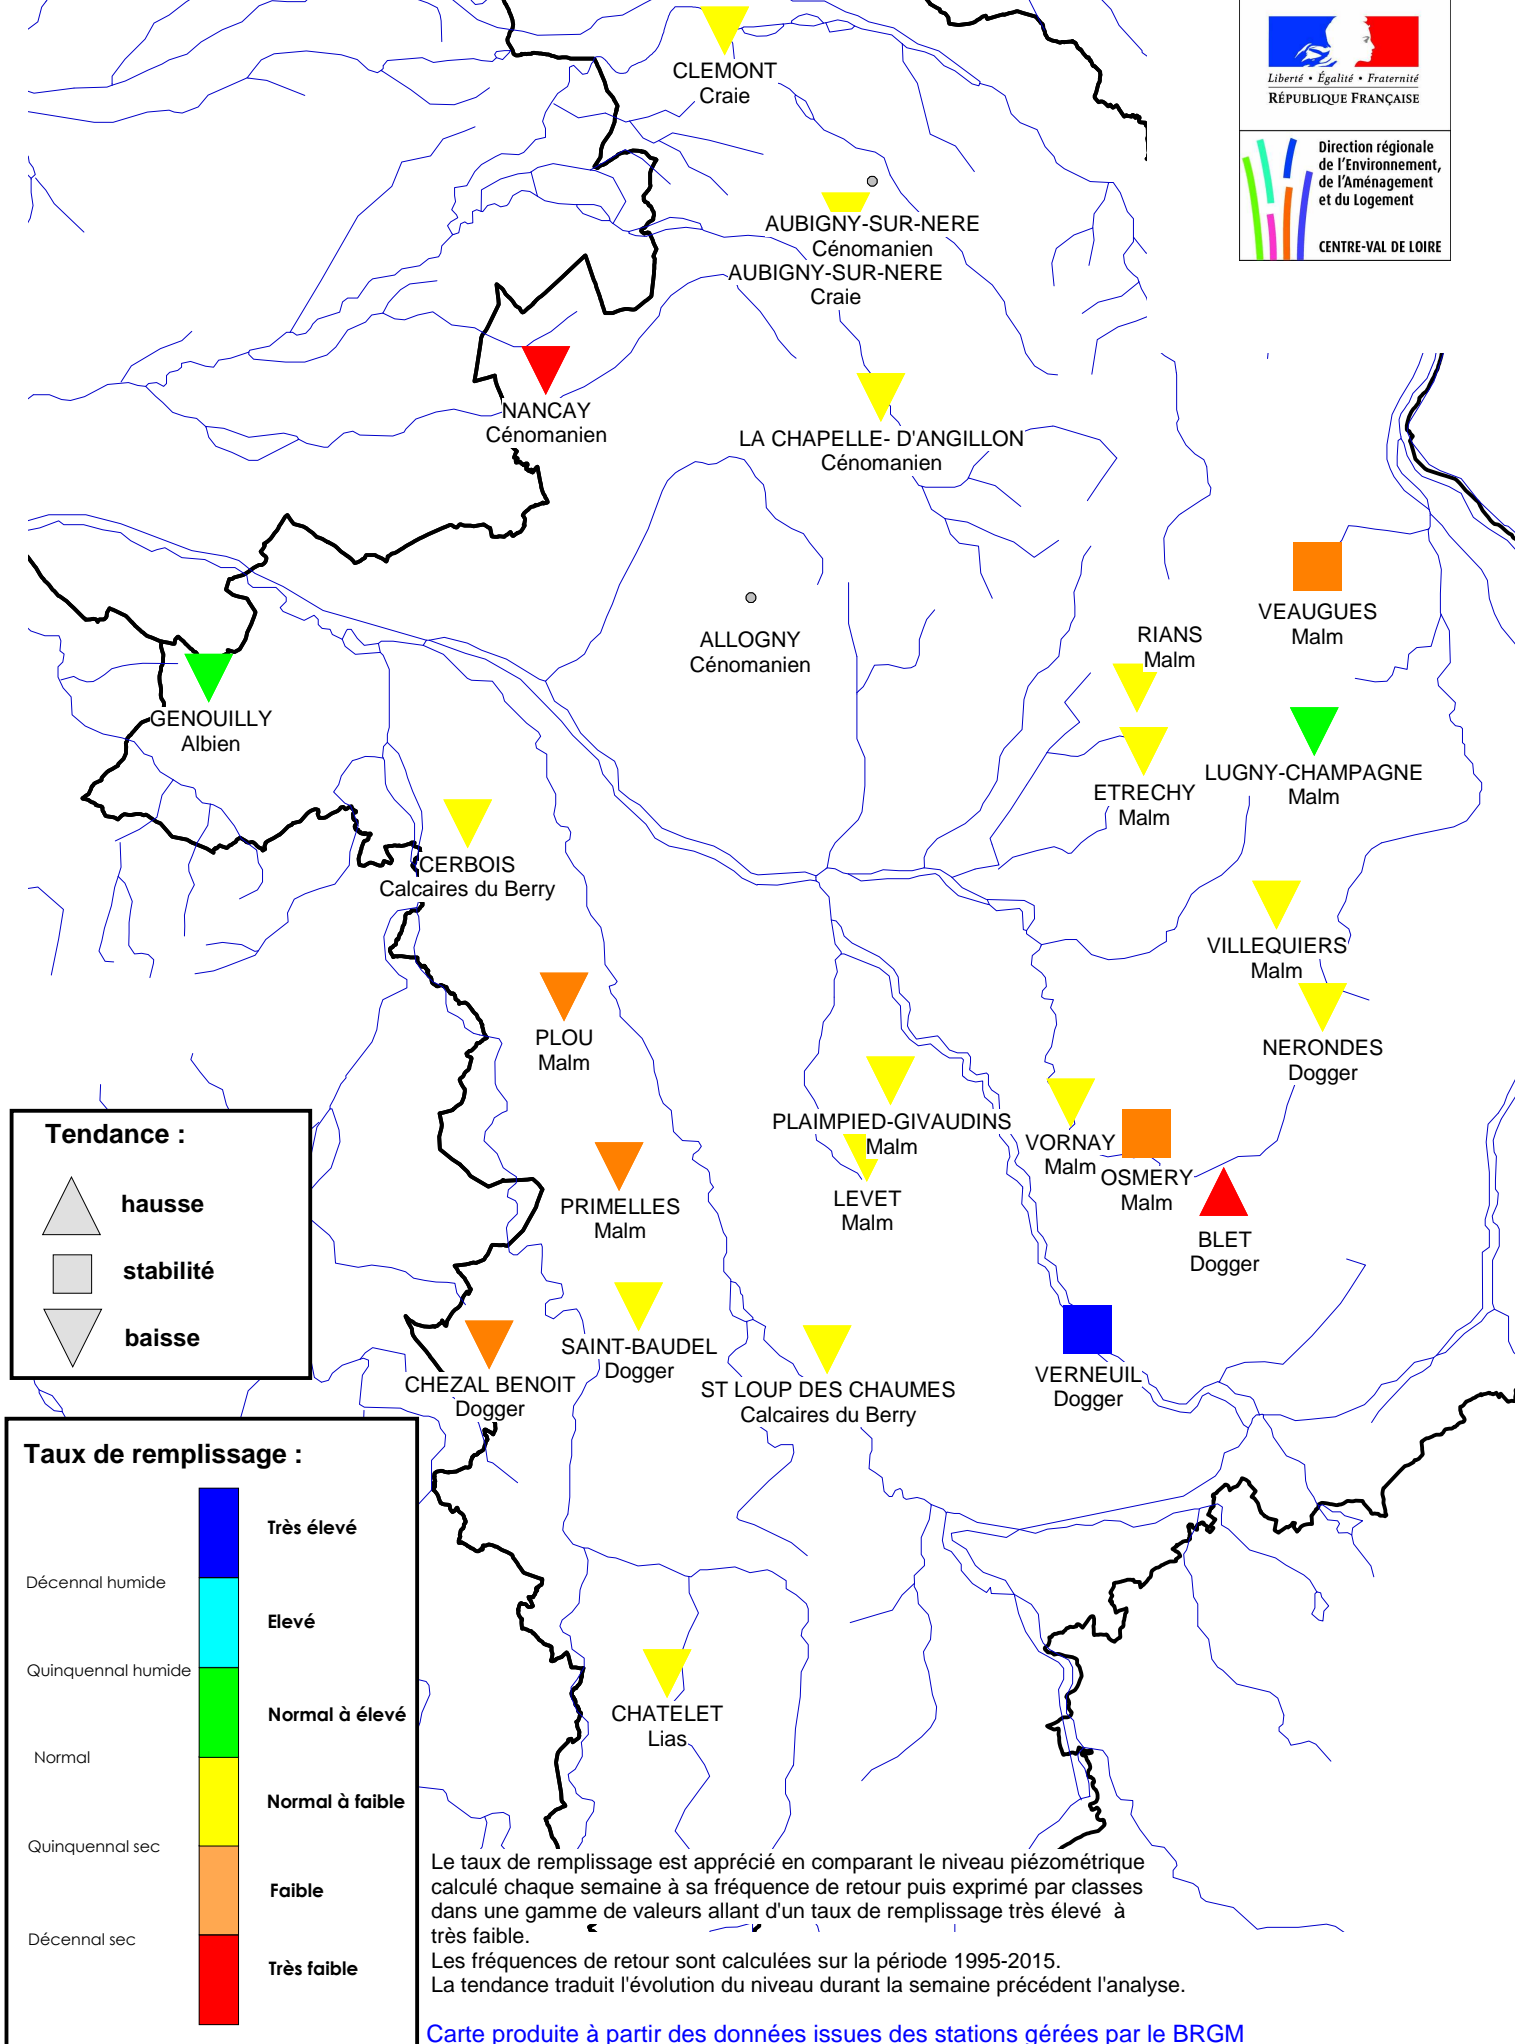 Liberté • Égalité • Fraternité
RÉPUBLIQUE FRANÇAISE
Direction régionale
de l'Environnement,
de l'Aménagement
et du Logement
CENTRE-VAL DE LOIRE
CLEMONT
Craie
AUBIGNY-SUR-NERE
Cénomanien
AUBIGNY-SUR-NERE
Craie
NANCAY
Cénomanien
LA CHAPELLE- D'ANGILLON
Cénomanien
VEAUGUES
Malm
ALLOGNY
Cénomanien
RIANS
Malm
GENOUILLY
Albien
LUGNY-CHAMPAGNE
Malm
ETRECHY
Malm
CERBOIS
Calcaires du Berry
VILLEQUIERS
Malm
PLOU
Malm
NERONDES
Dogger
PLAIMPIED-GIVAUDINS
Malm
VORNAY
Malm
OSMERY
Malm
LEVET
Malm
PRIMELLES
Malm
BLET
Dogger
SAINT-BAUDEL
Dogger
CHEZAL BENOIT
Dogger
ST LOUP DES CHAUMES
Calcaires du Berry
VERNEUIL
Dogger
CHATELET
Lias
Tendance :
hausse
stabilité
baisse
Taux de remplissage :
Très élevé
Décennal humide
Elevé
Quinquennal humide
Normal à élevé
Normal
Normal à faible
Quinquennal sec
Faible
Décennal sec
Très faible
Le taux de remplissage est apprécié en comparant le niveau piézométrique
calculé chaque semaine à sa fréquence de retour puis exprimé par classes
dans une gamme de valeurs allant d'un taux de remplissage très élevé à
très faible.
Les fréquences de retour sont calculées sur la période 1995-2015.
La tendance traduit l'évolution du niveau durant la semaine précédent l'analyse.
Carte produite à partir des données issues des stations gérées par le BRGM